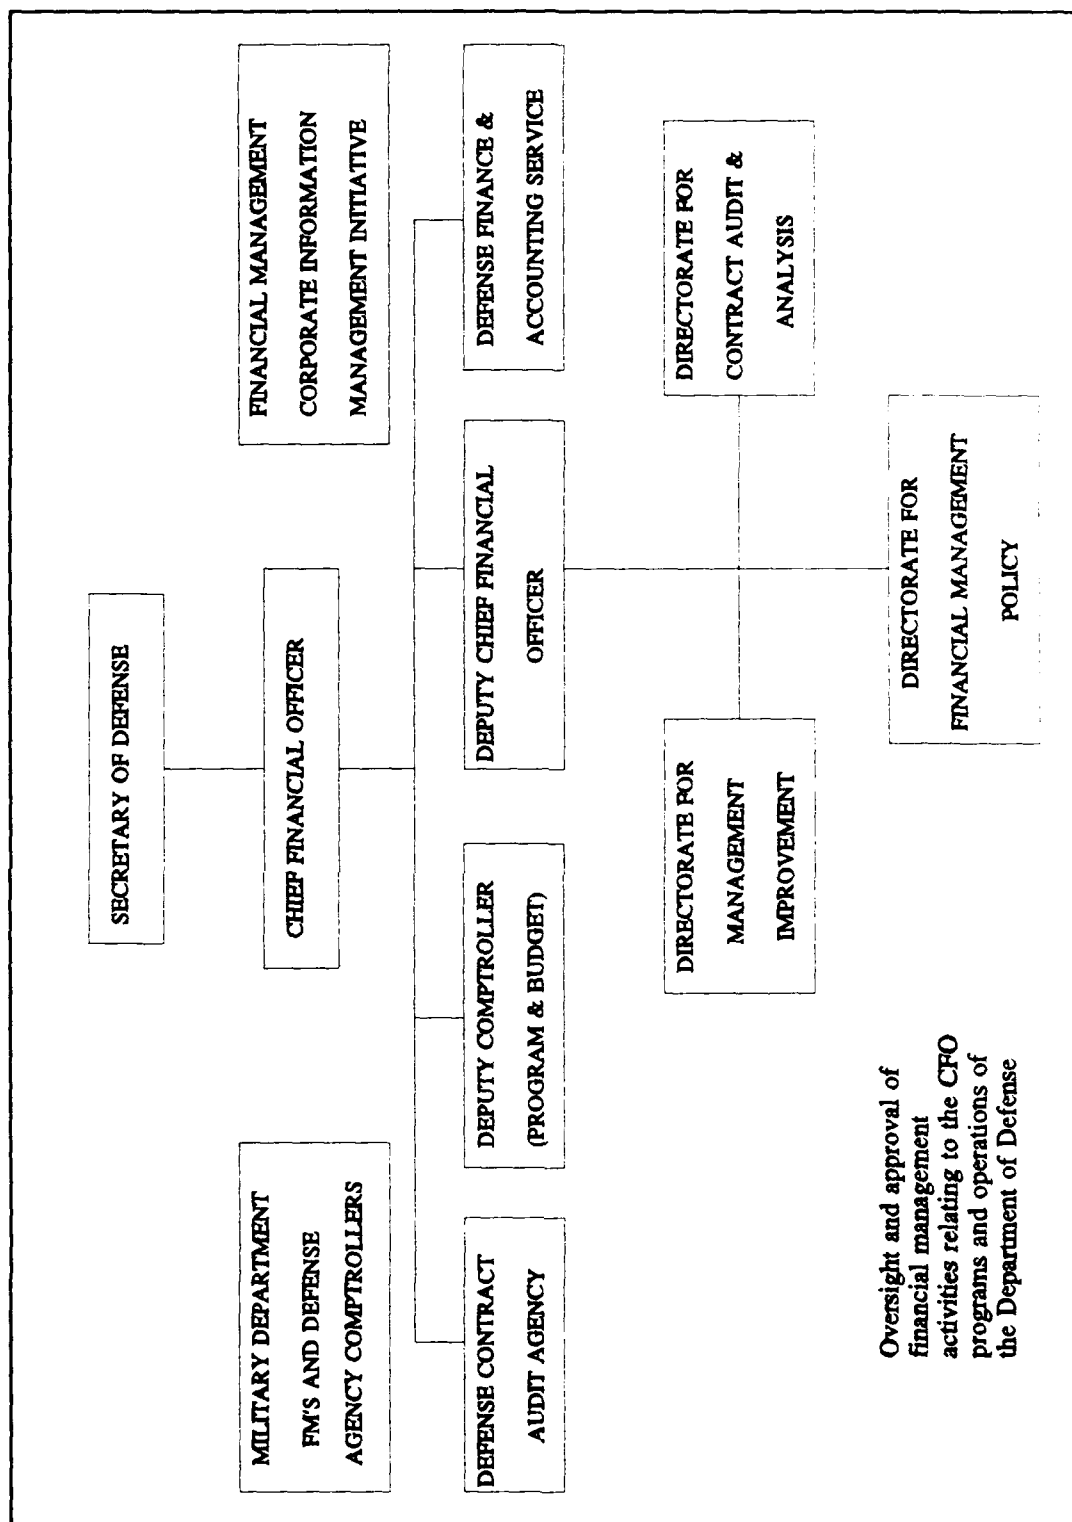 SECRETARY OF DEFENSE
CHIEF FINANCIAL OFFICER
MILITARY DEPARTMENT
FM'S AND DEFENSE
AGENCY COMPTROLLERS
FINANCIAL MANAGEMENT
CORPORATE INFORMATION
MANAGEMENT INITIATIVE
DEFENSE CONTRACT
AUDIT AGENCY
DEPUTY COMPTROLLER
(PROGRAM & BUDGET)
DEPUTY CHIEF FINANCIAL
OFFICER
DEFENSE FINANCE &
ACCOUNTING SERVICE
DIRECTORATE FOR
MANAGEMENT
IMPROVEMENT
DIRECTORATE FOR
CONTRACT AUDIT &
ANALYSIS
DIRECTORATE FOR
FINANCIAL MANAGEMENT
POLICY
Oversight and approval of
financial management
activities relating to the CFO
programs and operations of
the Department of Defense